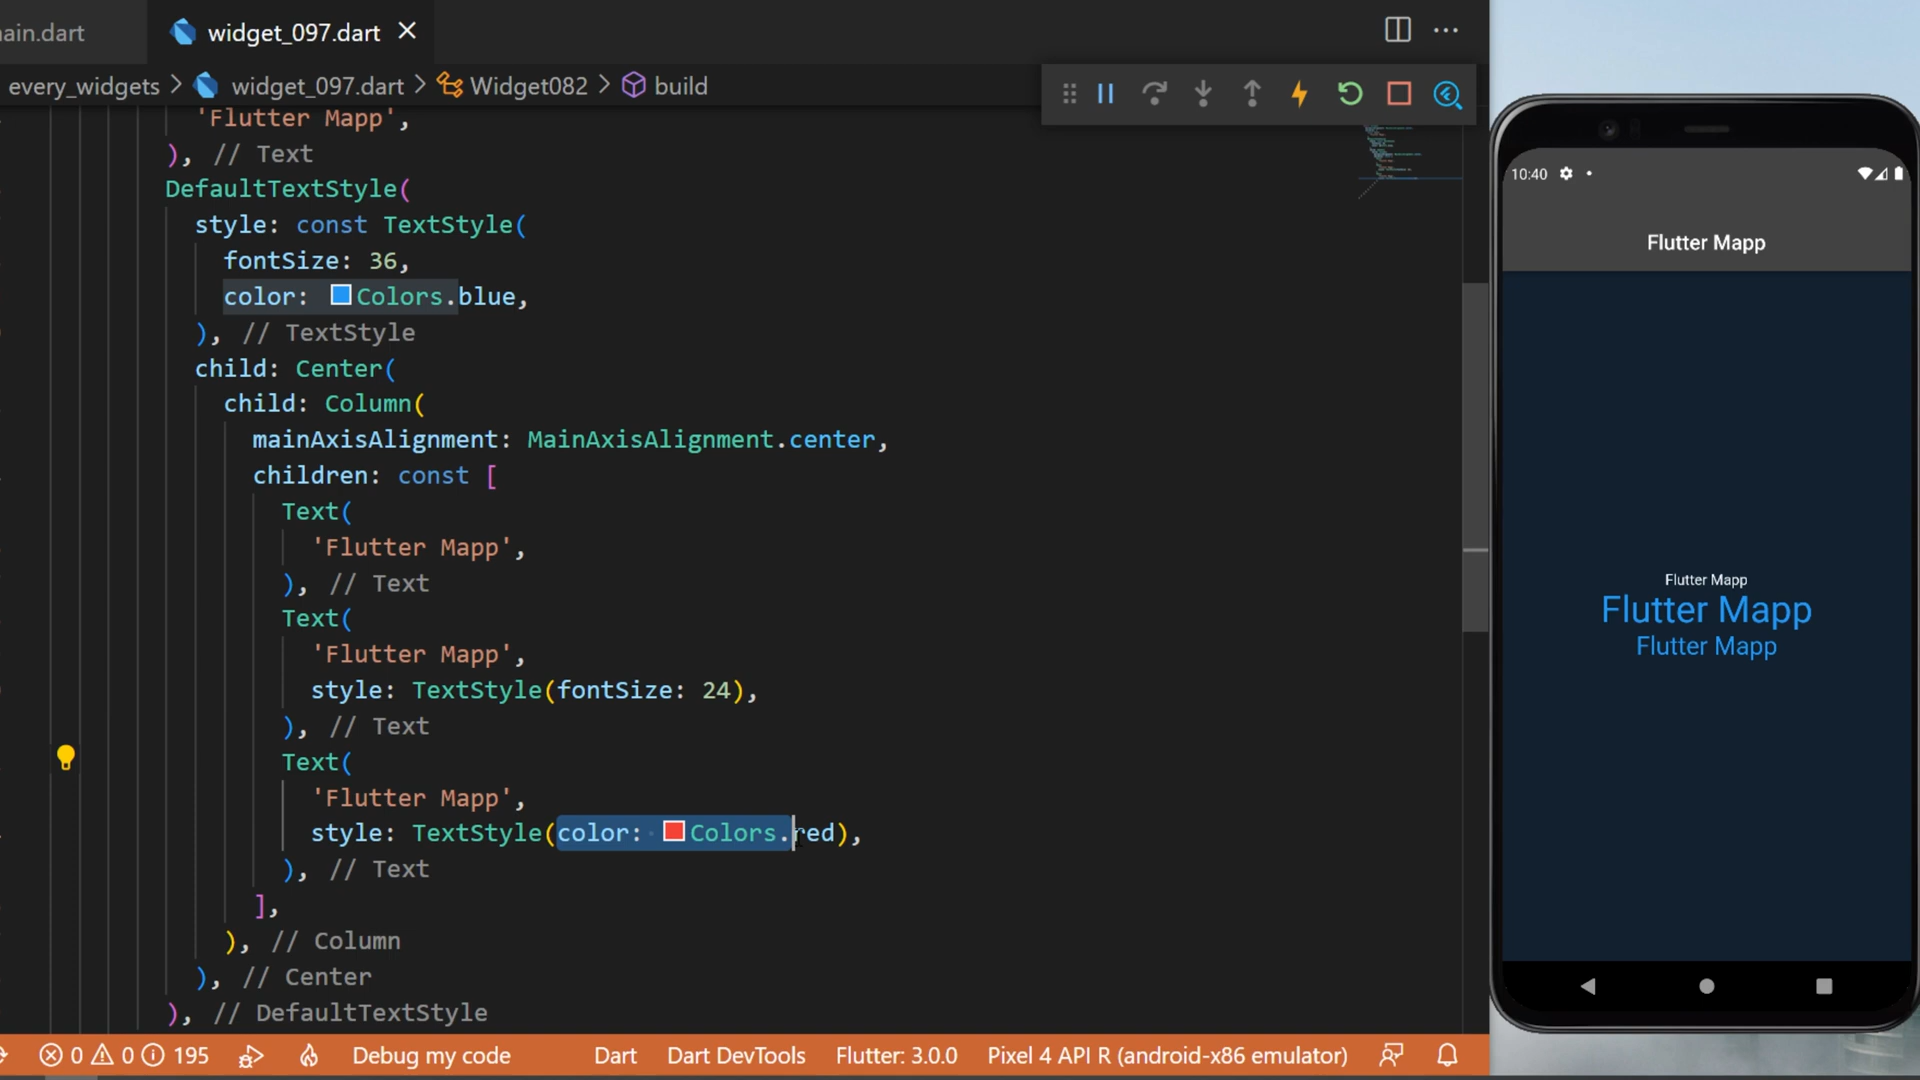 ain.dart
widget_097.dart
every_widgets > widget_097.dart > Widget082 > build
'Flutter Mapp',
), // Text
DefaultTextStyle(
style: const TextStyle(
fontSize: 36,
color: Colors.blue,
), // TextStyle
child: Center(
child: Column(
mainAxisAlignment: MainAxisAlignment.center,
children: const [
Text(
'Flutter Mapp',
), // Text
Text(
'Flutter Mapp',
style: TextStyle(fontSize: 24),
), // Text
Text(
'Flutter Mapp',
style: TextStyle(color: Colors.red),
), // Text
],
), // Column
), // Center
), // DefaultTextStyle
0 0 195 Debug my code Dart Dart DevTools Flutter: 3.0.0 Pixel 4 API R (android-x86 emulator)
10:40
Flutter Mapp
Flutter Mapp
Flutter Mapp
Flutter Mapp